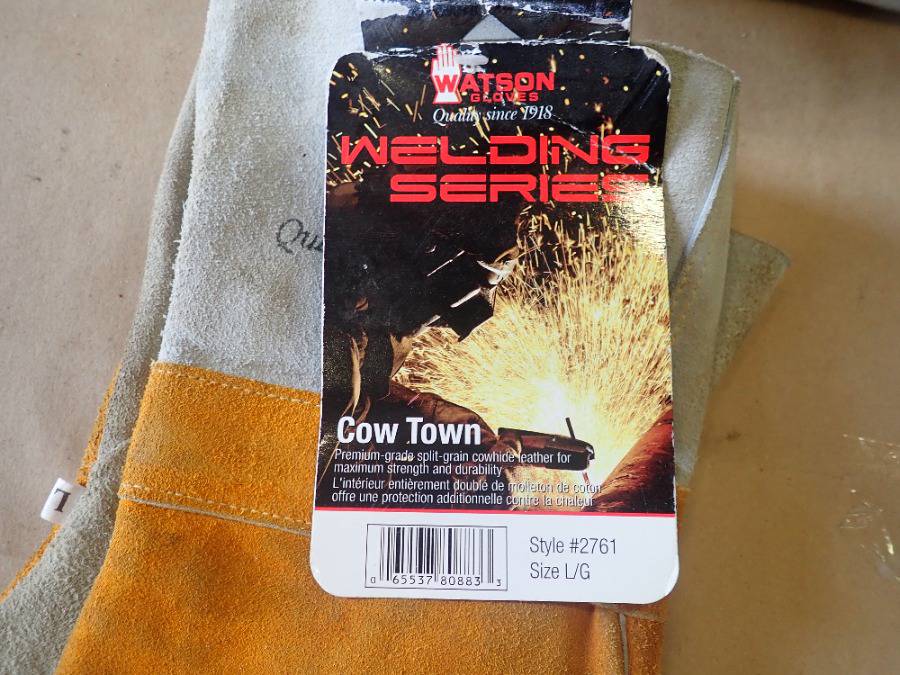 WATSON
GLOVES
Quality since 1918
WELDING
SERIES
Cow Town
Premium-grade split-grain cowhide leather for
maximum strength and durability
L'intérieur entièrement doublé de molleton de coton
offre une protection additionnelle contre la chaleur
0 65537 80883 3
Style #2761
Size L/G
L